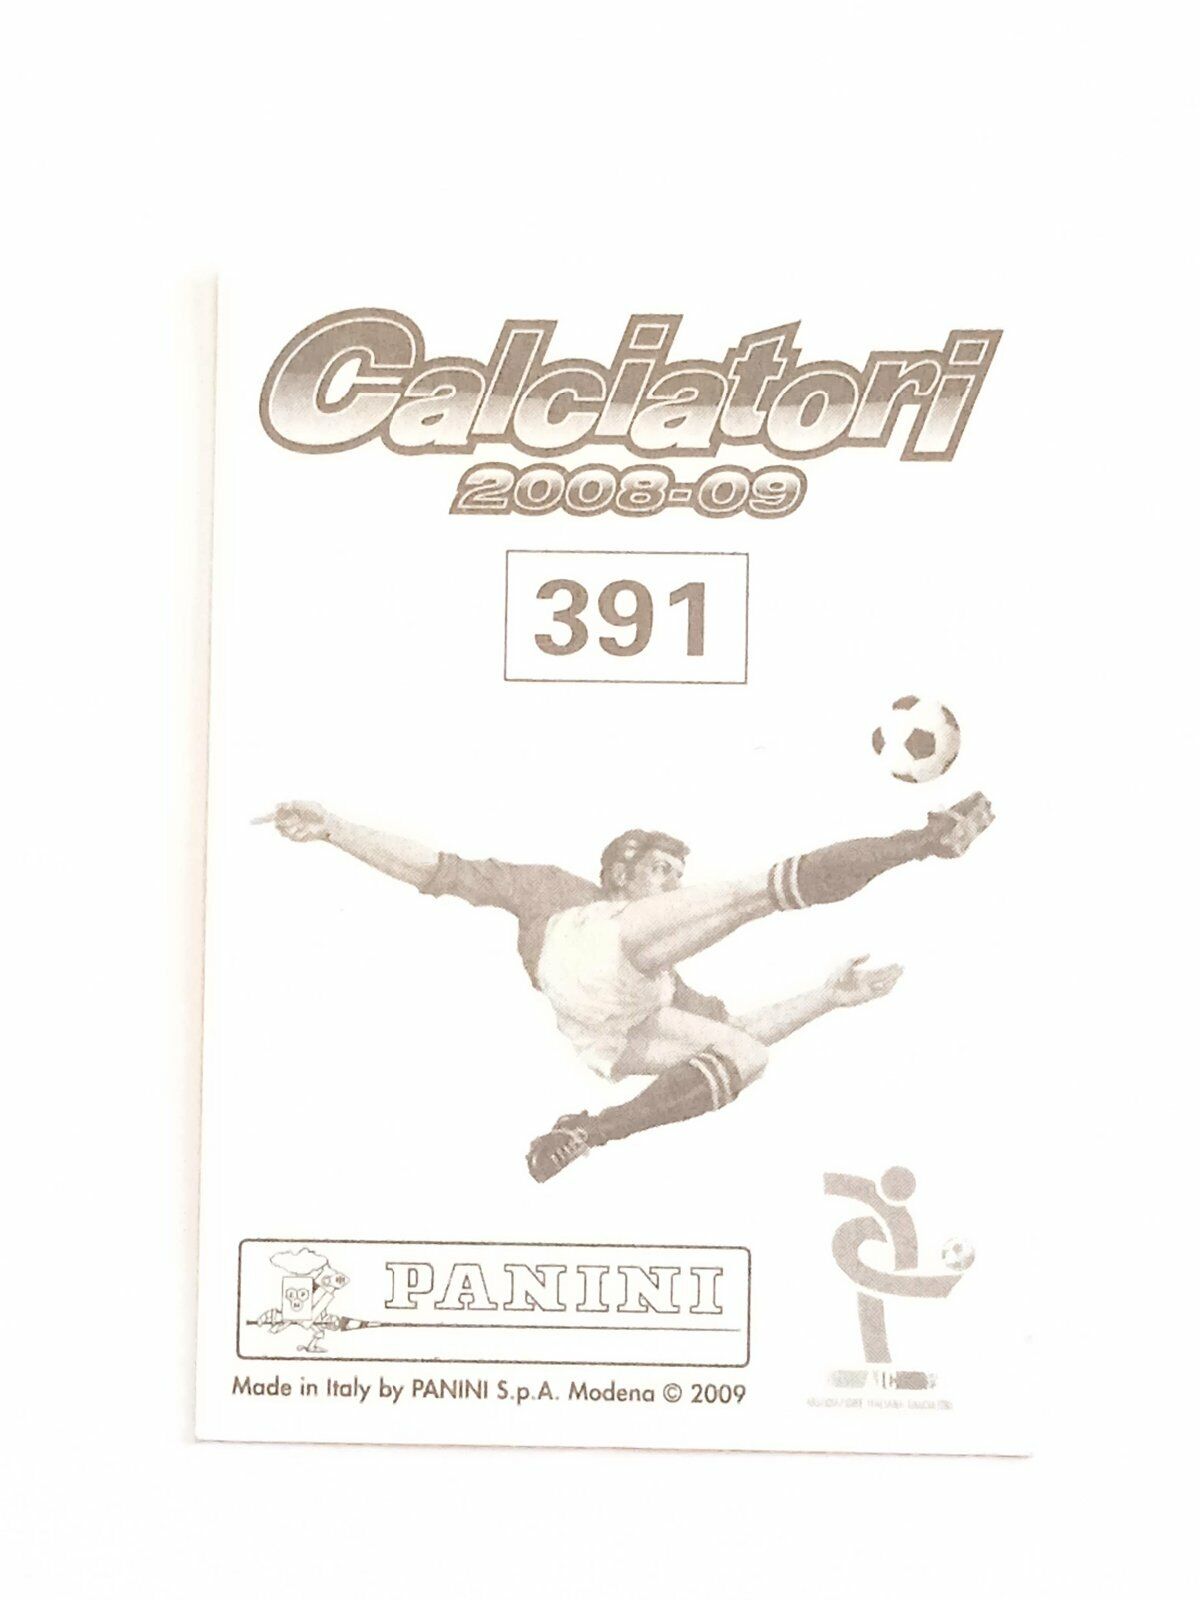 Calciatori
2008-09
391
PANINI
Made in Italy by PANINI S.p.A. Modena © 2009